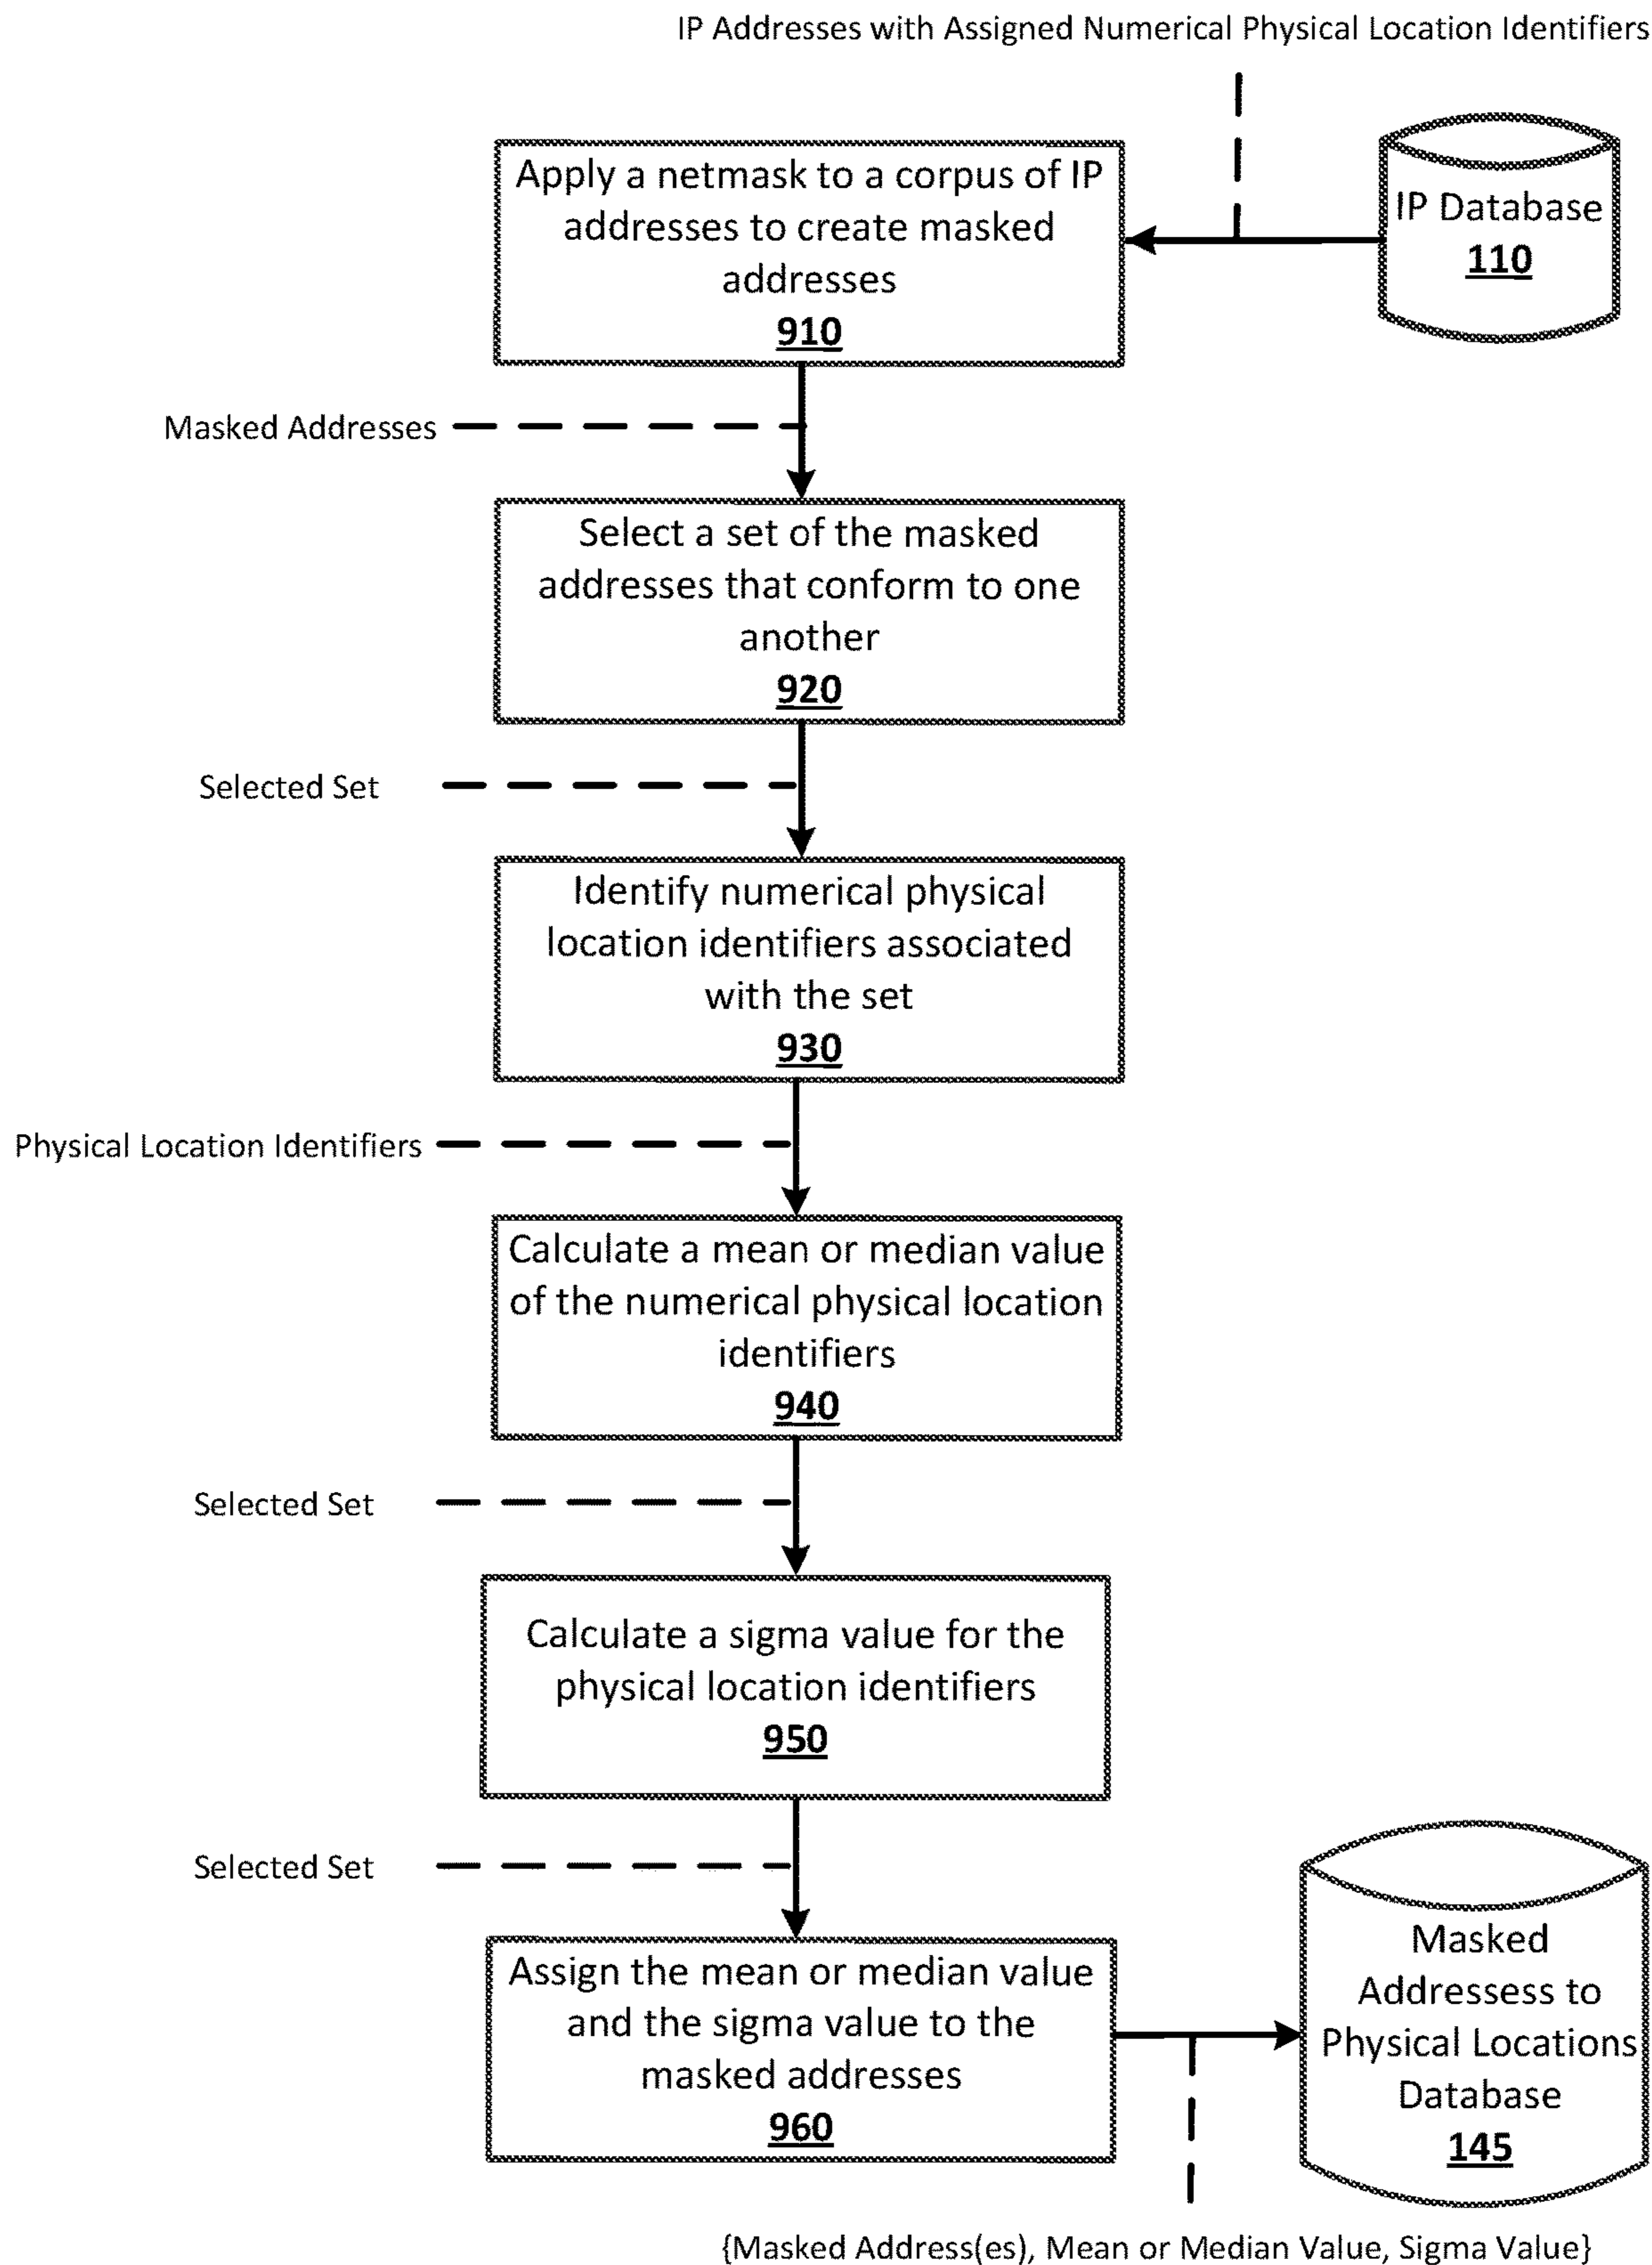 IP Addresses with Assigned Numerical Physical Location Identifiers
Apply a netmask to a corpus of IP
addresses to create masked
addresses
910
IP Database
110
Masked Addresses
Select a set of the masked
addresses that conform to one
another
920
Selected Set
Identify numerical physical
location identifiers associated
with the set
930
Physical Location Identifiers
Calculate a mean or median value
of the numerical physical location
identifiers
940
Selected Set
Calculate a sigma value for the
physical location identifiers
950
Selected Set
Assign the mean or median value
and the sigma value to the
masked addresses
960
Masked
Addressess to
Physical Locations
Database
145
{Masked Address(es), Mean or Median Value, Sigma Value}